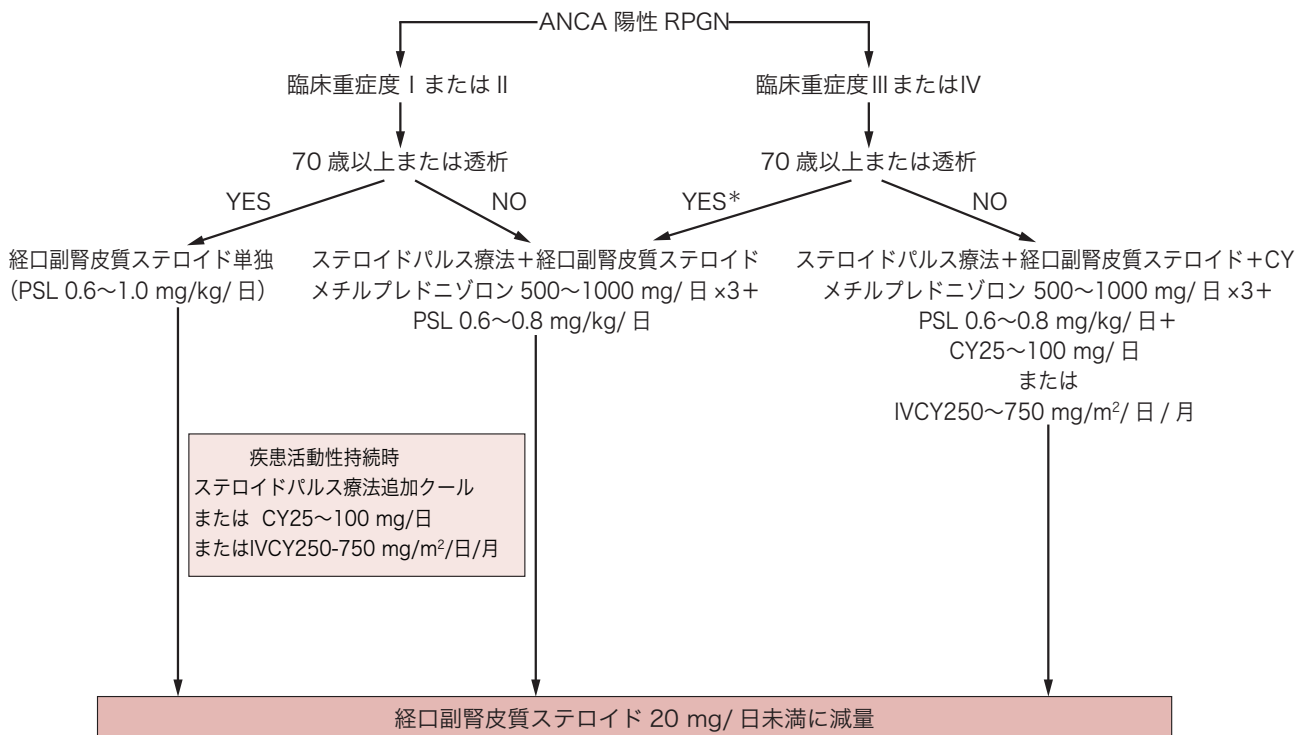 ANCA 陽性 RPGN
臨床重症度 I または II
臨床重症度 III または IV
70 歳以上または透析
70 歳以上または透析
YES
NO
YES*
NO
経口副腎皮質ステロイド単独
(PSL 0.6〜1.0 mg/kg/ 日)
ステロイドパルス療法＋経口副腎皮質ステロイド
メチルプレドニゾロン 500〜1000 mg/ 日 ×3＋
PSL 0.6〜0.8 mg/kg/ 日
ステロイドパルス療法＋経口副腎皮質ステロイド＋CY
メチルプレドニゾロン 500〜1000 mg/ 日 ×3＋
PSL 0.6〜0.8 mg/kg/ 日＋
CY25〜100 mg/ 日
または
IVCY250〜750 mg/m²/ 日 / 月
疾患活動性持続時
ステロイドパルス療法追加クール
または CY25〜100 mg/日
またはIVCY250-750 mg/m²/日/月
経口副腎皮質ステロイド 20 mg/ 日未満に減量